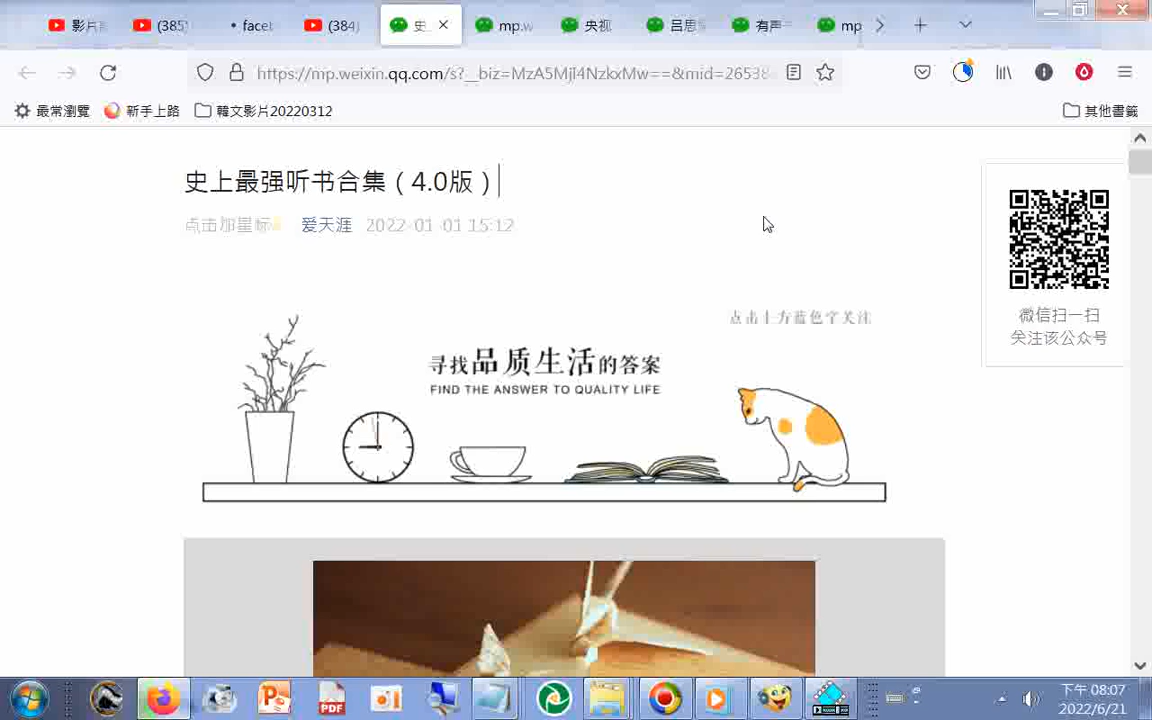 影片
(385)
facet
(384)
史
mp.w
央视
吕思
有声
mp
https://mp.weixin.qq.com/s?__biz=MzA5MjI4NzkxMw==&mid=26538
最常瀏覽
新手上路
韓文影片20220312
其他書籤
史上最强听书合集（4.0版）
点击加星标 爱天涯 2022-01-01 15:12
微信扫一扫
关注该公众号
点击上方蓝色字关注
寻找品质生活的答案
FIND THE ANSWER TO QUALITY LIFE
PDF
下午 08:07
2022/6/21